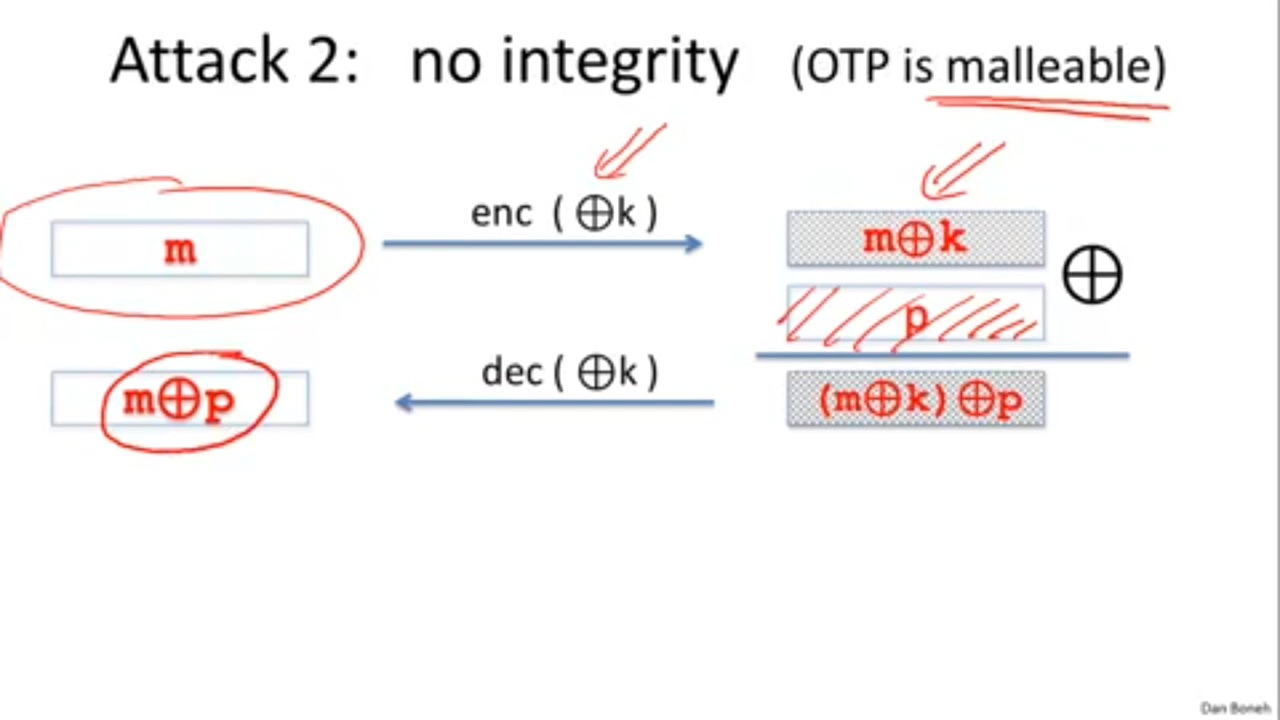 Attack 2: no integrity (OTP is malleable)
enc ( ⊕k )
m
m⊕k
⊕
p
dec ( ⊕k )
m⊕p
(m⊕k)⊕p
Dan Boneh